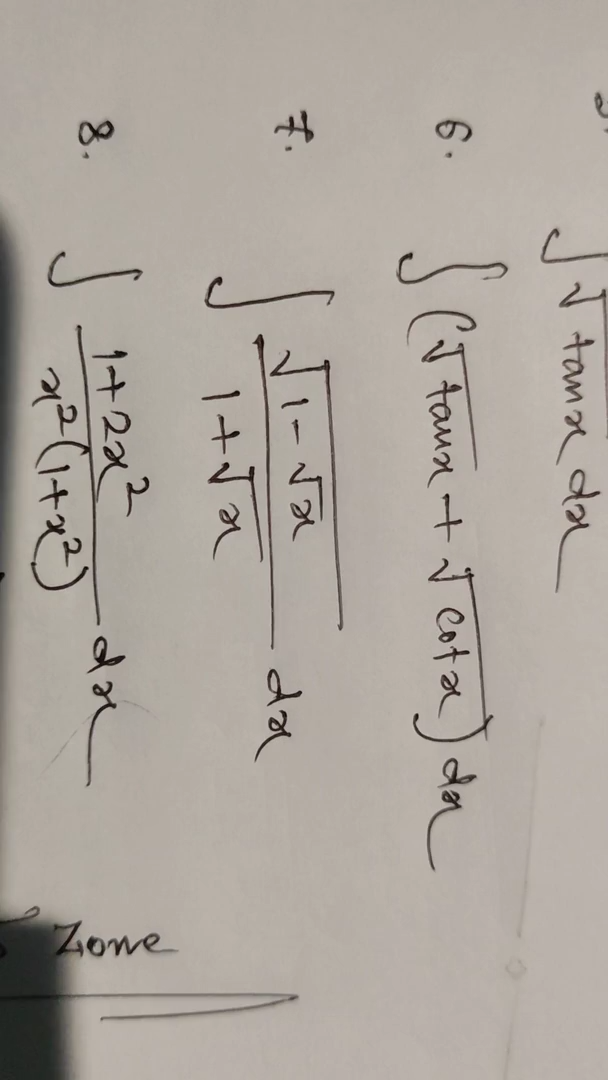 ∫ √tanx dx
6. ∫ (√tanx + √cotx) dx
7. ∫ √(1-√x) / (1+√x) dx
8. ∫ (1+2x²) / (x²(1+x²)) dx
Zone